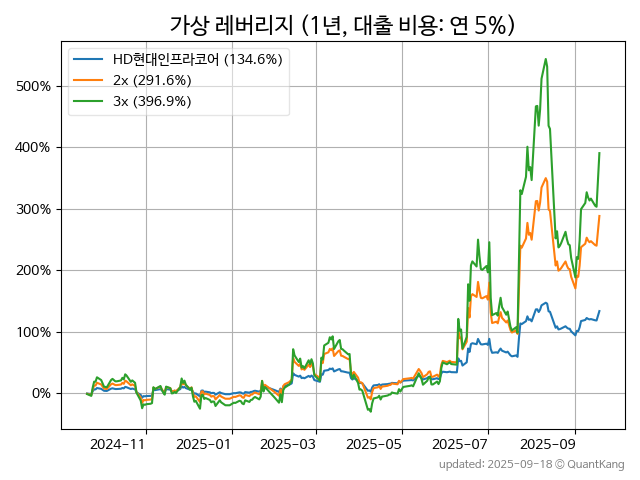 가상 레버리지 (1년, 대출 비용: 연 5%)
HD현대인프라코어 (134.6%)
2x (291.6%)
3x (396.9%)
500%
400%
300%
200%
100%
0%
2024-11 2025-01 2025-03 2025-05 2025-07 2025-09
updated: 2025-09-18 © QuantKang